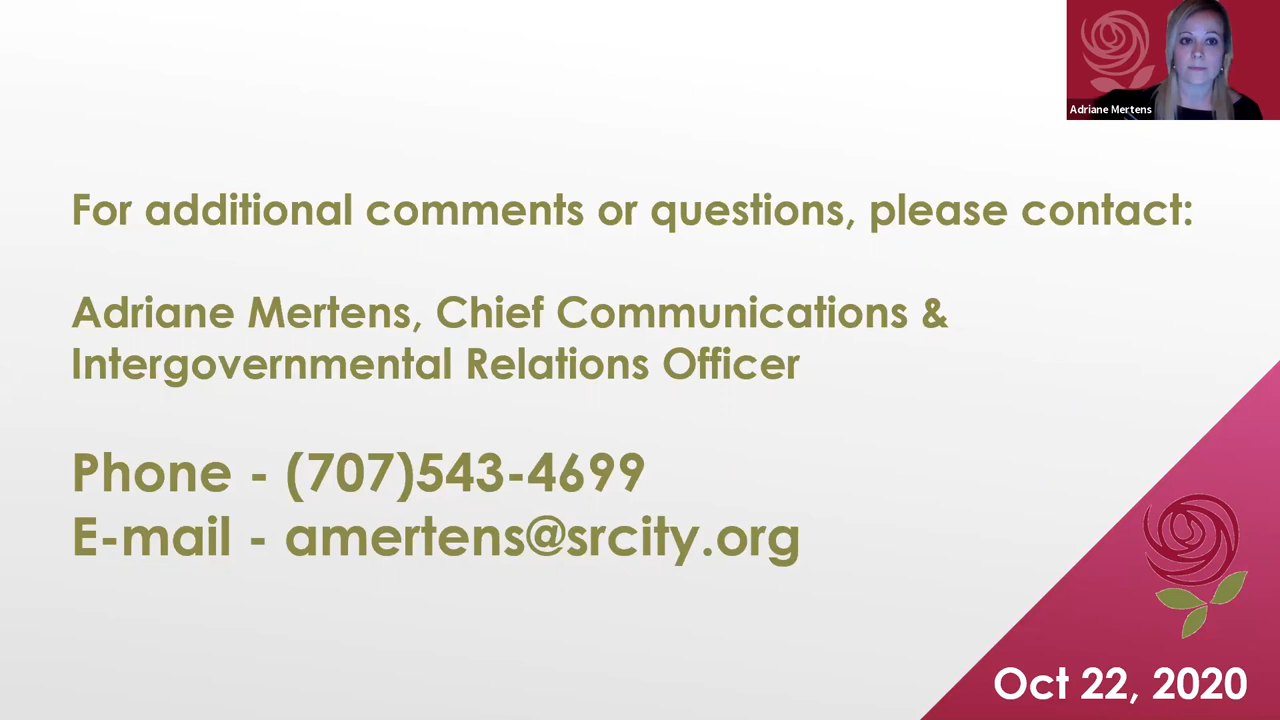 Adriane Mertens
For additional comments or questions, please contact:
Adriane Mertens, Chief Communications &
Intergovernmental Relations Officer
Phone - (707)543-4699
E-mail - amertens@srcity.org
Oct 22, 2020